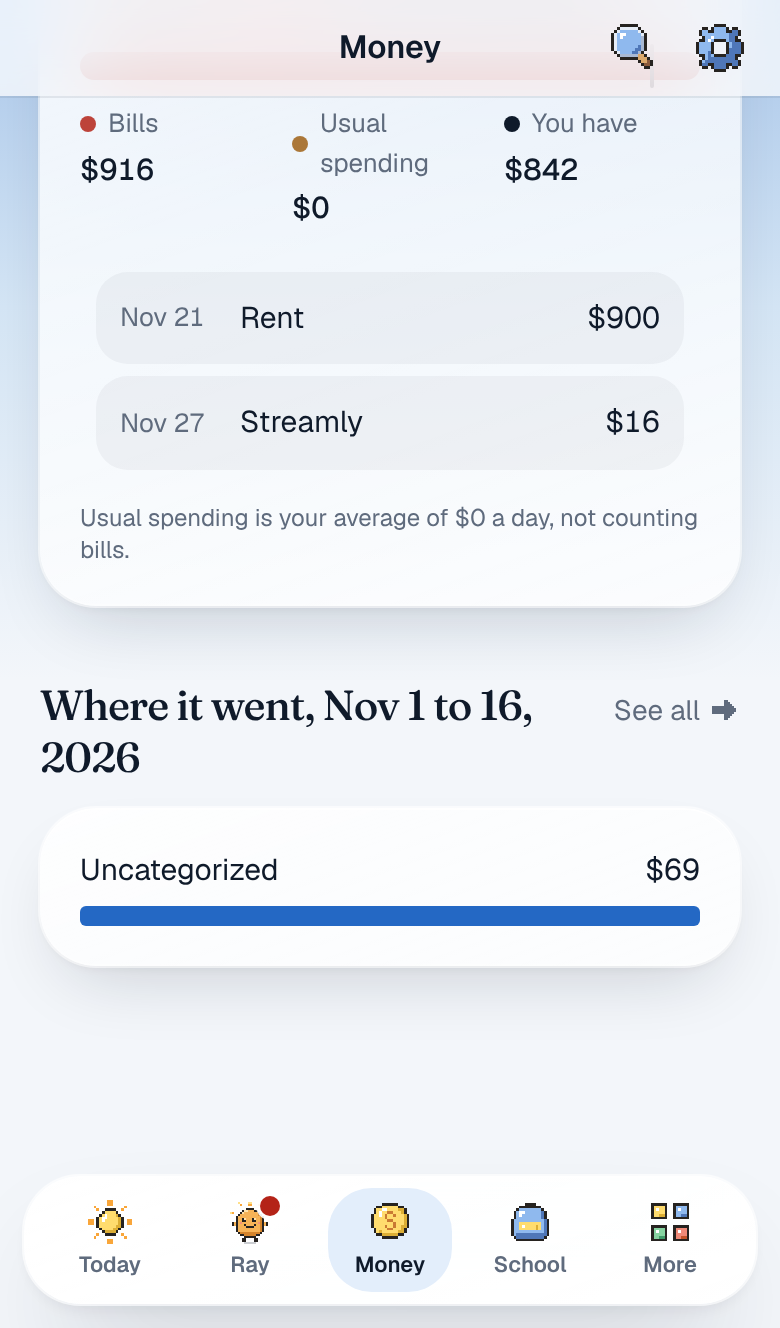 Money
Bills
$916
Usual
spending
$0
You have
$842
Nov 21 Rent $900
Nov 27 Streamly $16
Usual spending is your average of $0 a day, not counting
bills.
Where it went, Nov 1 to 16,
2026
See all
Uncategorized $69
Today Ray Money School More